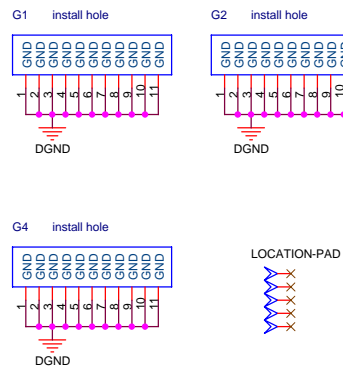 G1 install hole
GND GND GND GND GND GND GND GND GND GND GND
1 2 3 4 5 6 7 8 9 10 11
DGND
G2 install hole
GND GND GND GND GND GND GND GND GND GND
1 2 3 4 5 6 7 8 9 10
DGND
G4 install hole
GND GND GND GND GND GND GND GND GND GND GND
1 2 3 4 5 6 7 8 9 10 11
DGND
LOCATION-PAD